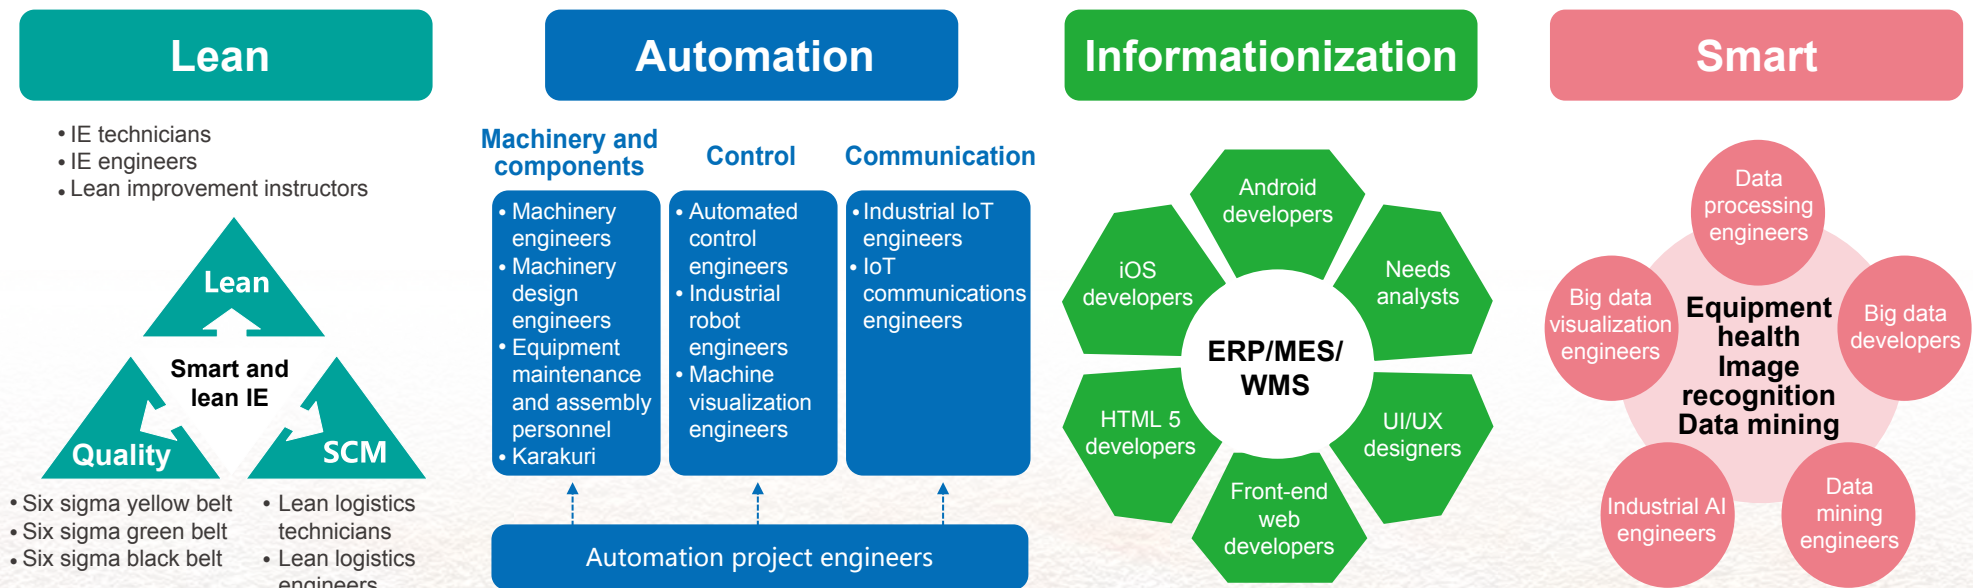 Lean
• IE technicians
• IE engineers
• Lean improvement instructors
Lean
Smart and
lean IE
Quality
SCM
• Six sigma yellow belt
• Six sigma green belt
• Six sigma black belt
• Lean logistics
technicians
• Lean logistics
engineers
Automation
Machinery and
components
• Machinery
engineers
• Machinery
design
engineers
• Equipment
maintenance
and assembly
personnel
• Karakuri
Control
• Automated
control
engineers
• Industrial
robot
engineers
• Machine
visualization
engineers
Communication
• Industrial IoT
engineers
• IoT
communications
engineers
Automation project engineers
Informationization
Android
developers
Needs
analysts
UI/UX
designers
Front-end
web
developers
HTML 5
developers
iOS
developers
ERP/MES/
WMS
Smart
Data
processing
engineers
Big data
developers
Data
mining
engineers
Industrial AI
engineers
Big data
visualization
engineers
Equipment
health
Image
recognition
Data mining